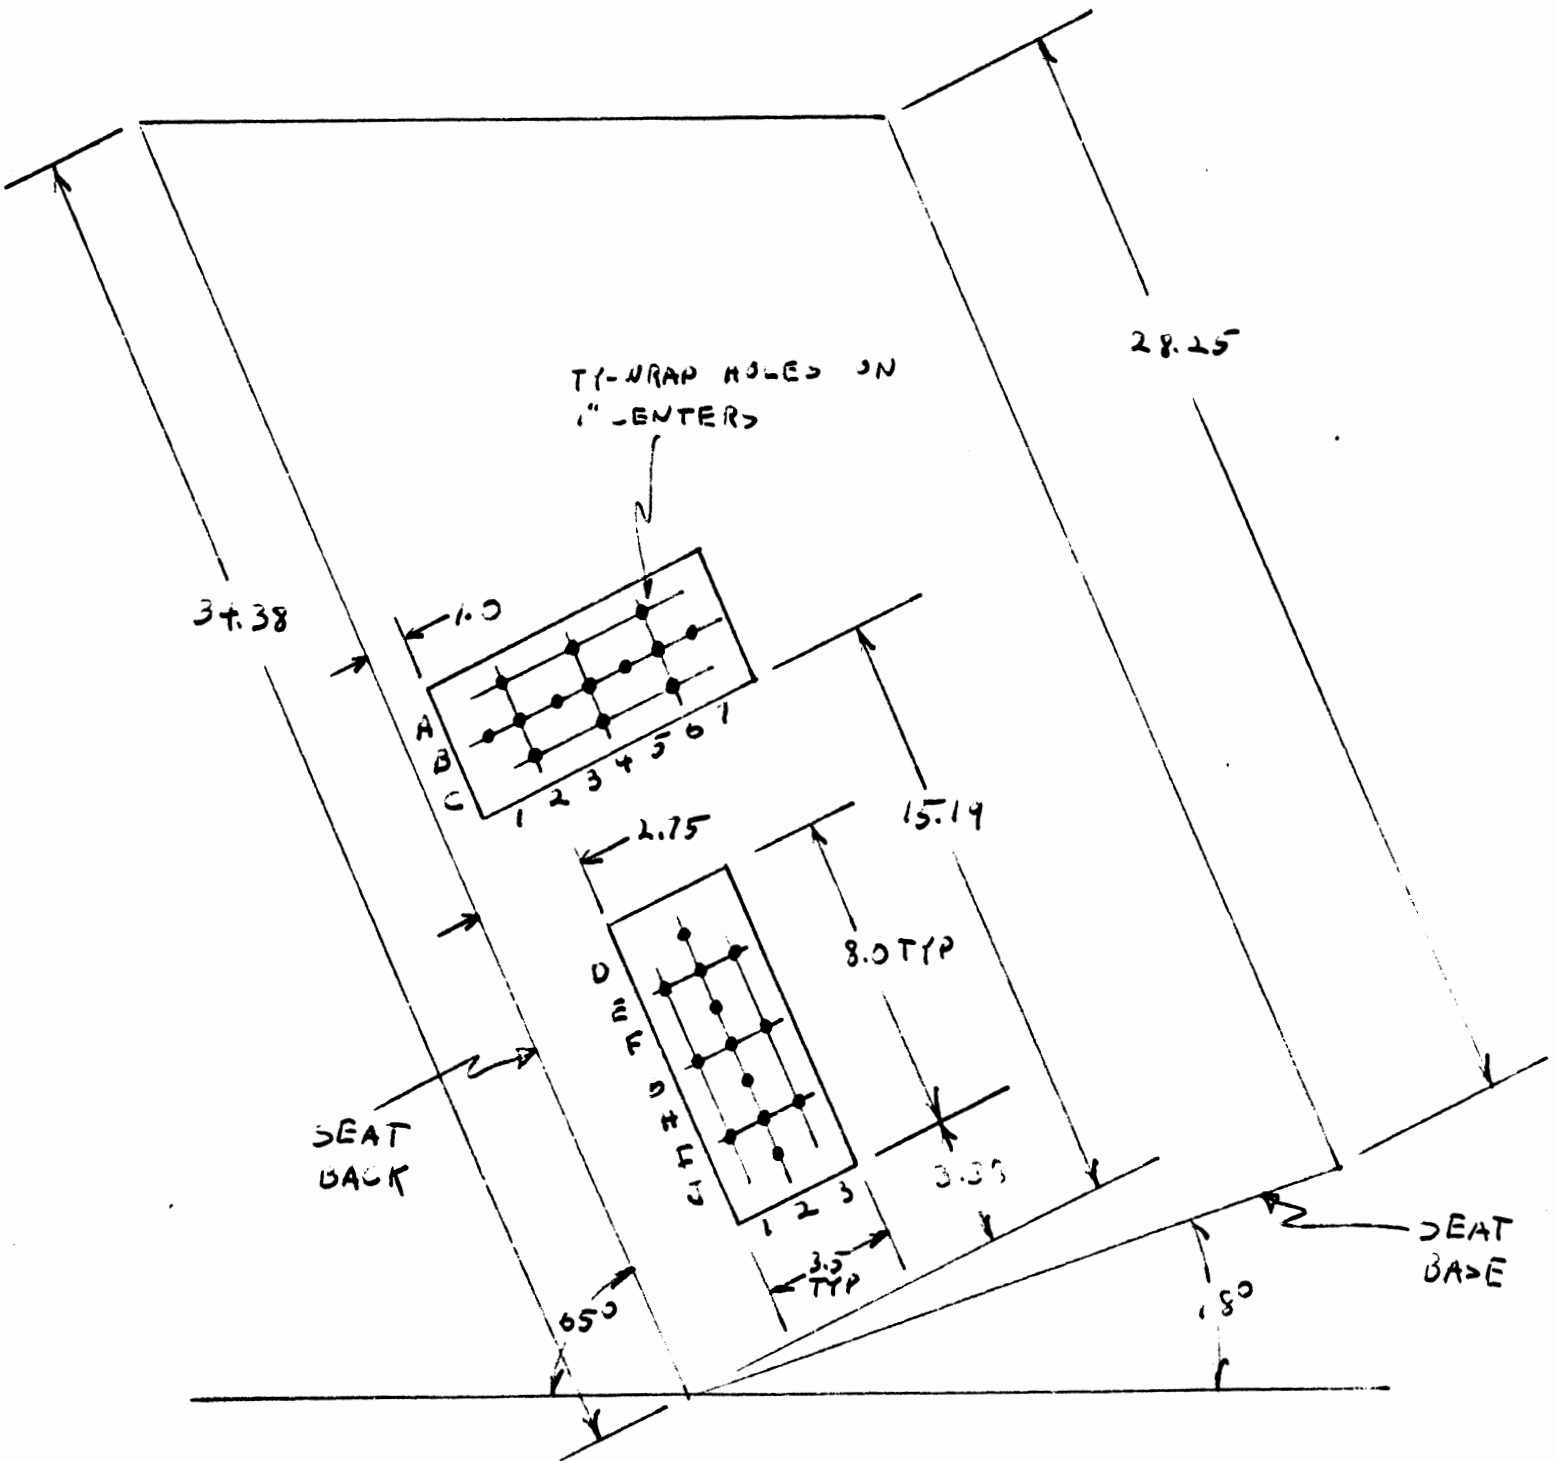 TY-WRAP HOLES ON
1" CENTERS
28.25
34.38
1.0
A
B
C
1 2 3 4 5 6 7
15.19
2.75
8.0 TYP
D
E
F
G
H
I
J
1 2 3
3.38
3.5
TYP
SEAT
BACK
SEAT
BASE
65°
18°